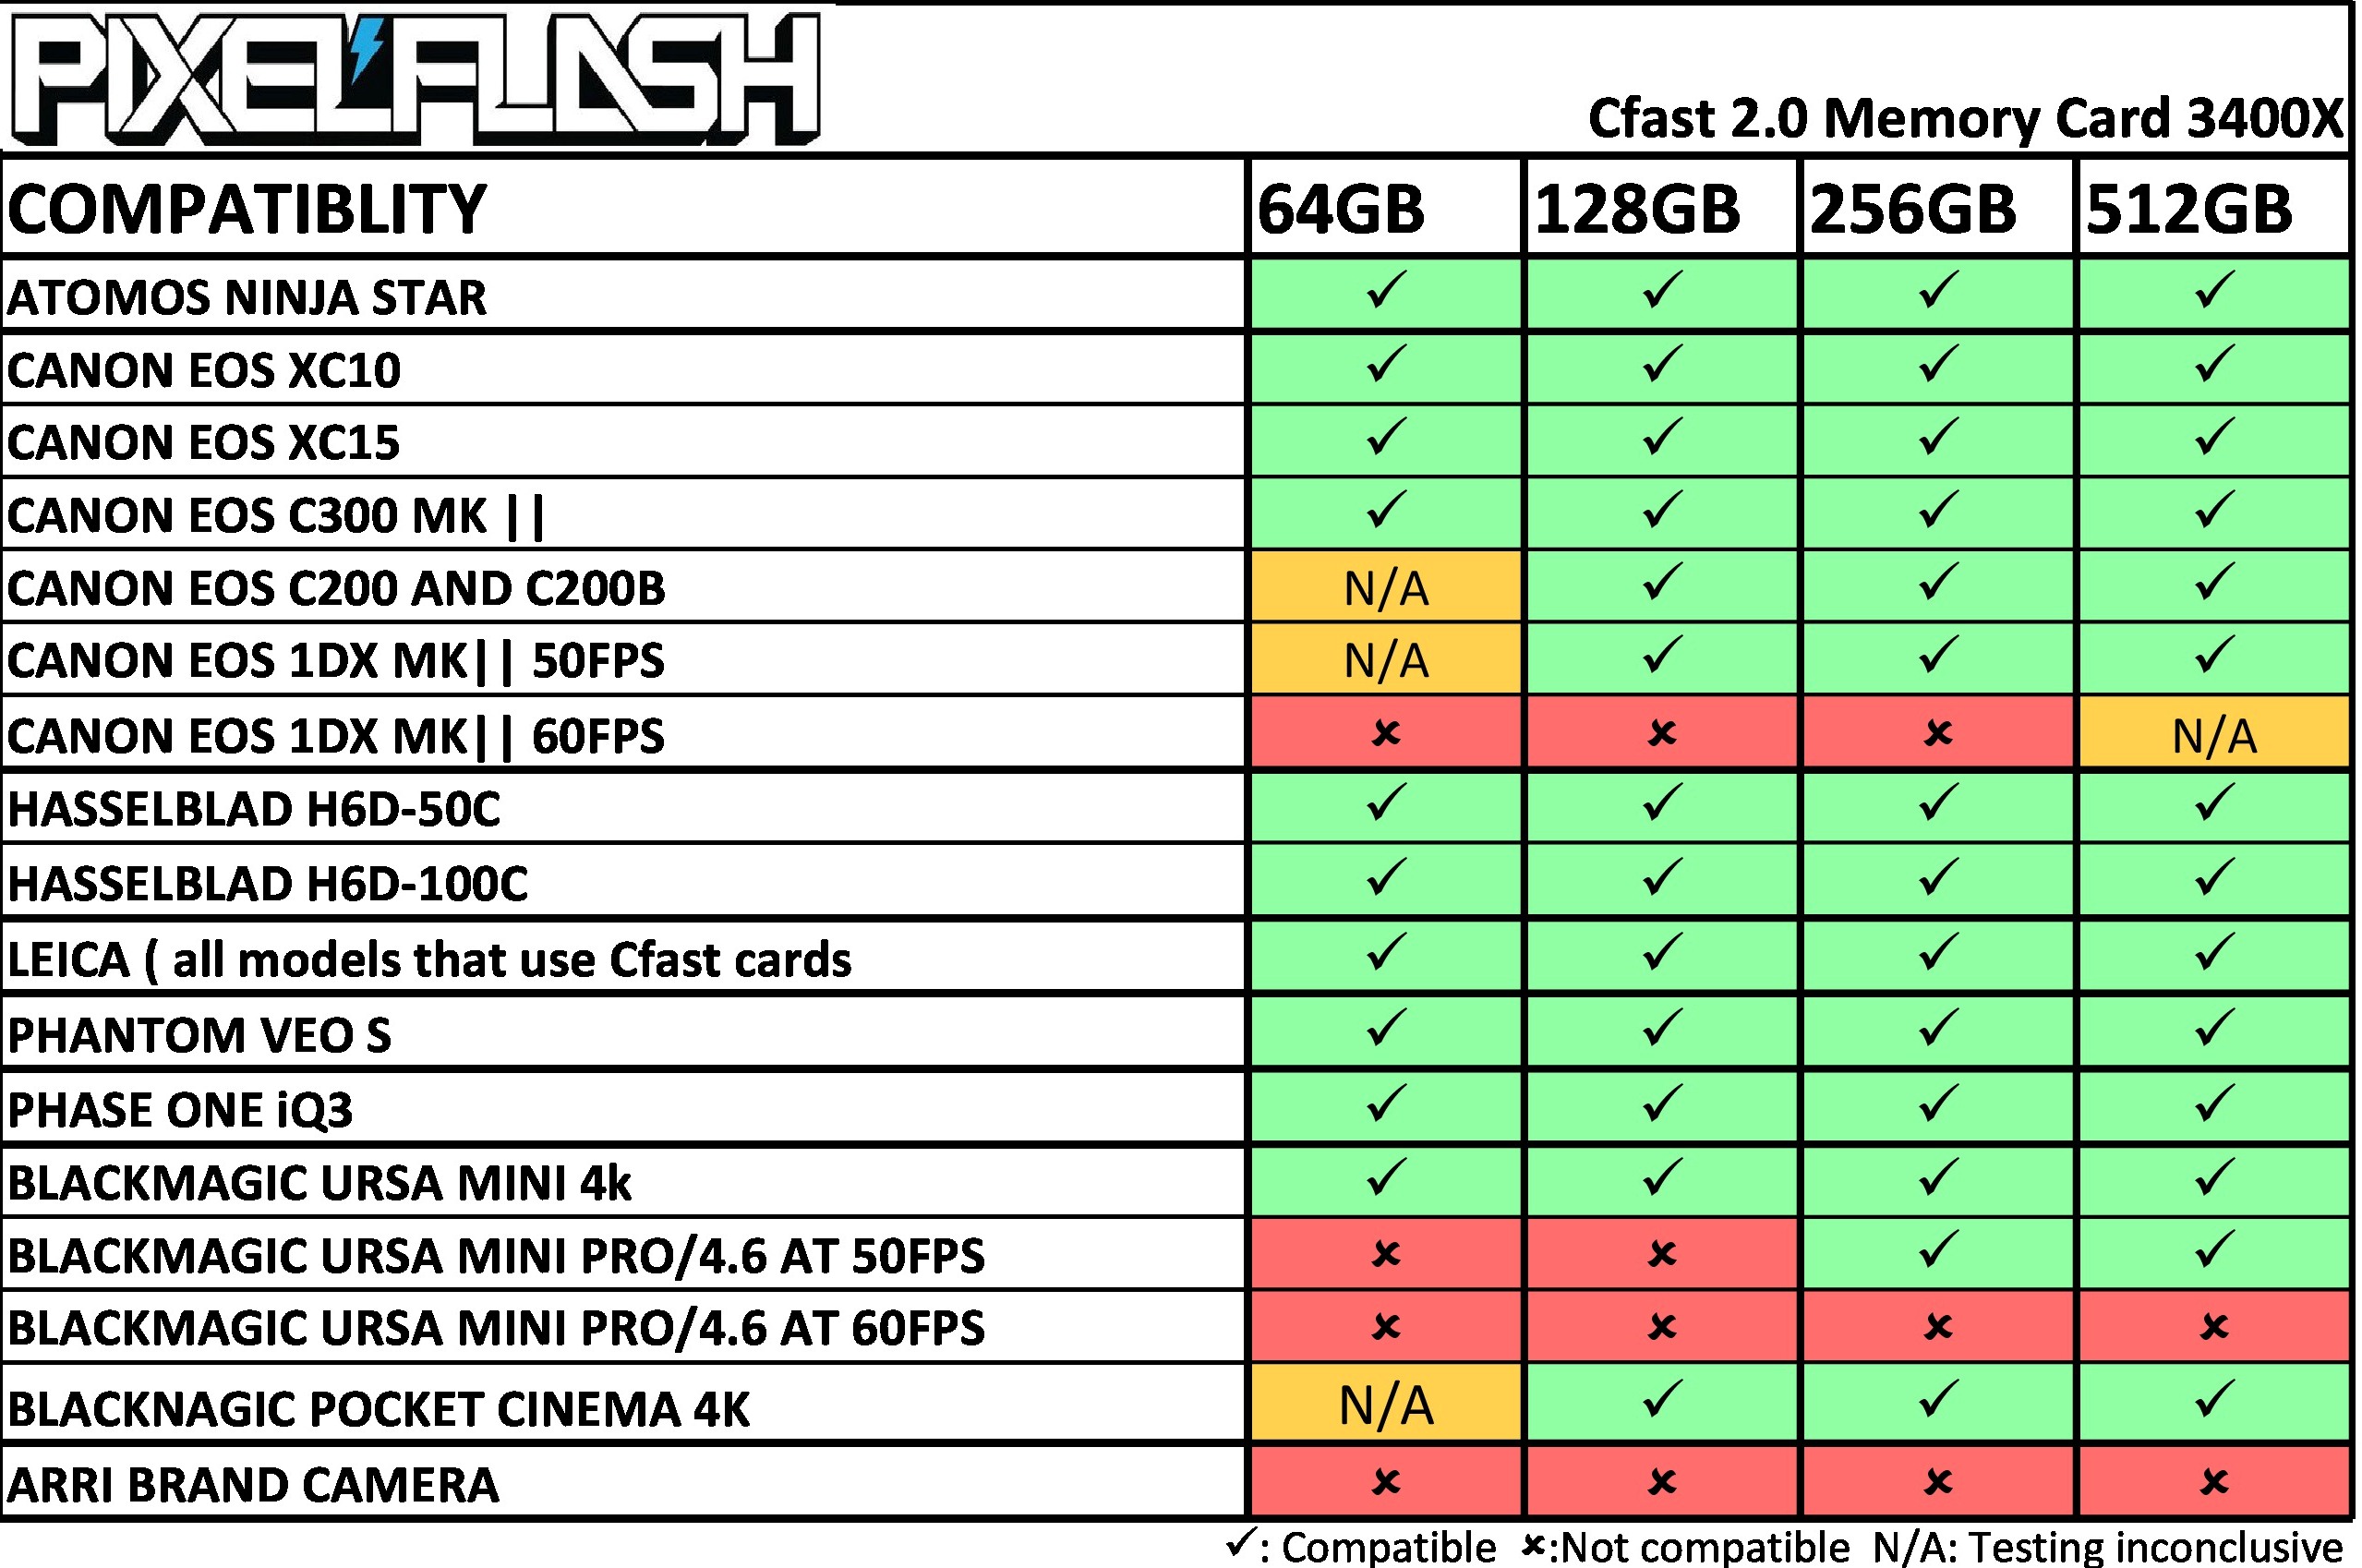 PIXEL FLASH
Cfast 2.0 Memory Card 3400X
COMPATIBLITY 64GB 128GB 256GB 512GB
ATOMOS NINJA STAR ✓ ✓ ✓ ✓
CANON EOS XC10 ✓ ✓ ✓ ✓
CANON EOS XC15 ✓ ✓ ✓ ✓
CANON EOS C300 MK || ✓ ✓ ✓ ✓
CANON EOS C200 AND C200B N/A ✓ ✓ ✓
CANON EOS 1DX MK|| 50FPS N/A ✓ ✓ ✓
CANON EOS 1DX MK|| 60FPS ✘ ✘ ✘ N/A
HASSELBLAD H6D-50C ✓ ✓ ✓ ✓
HASSELBLAD H6D-100C ✓ ✓ ✓ ✓
LEICA ( all models that use Cfast cards ✓ ✓ ✓ ✓
PHANTOM VEO S ✓ ✓ ✓ ✓
PHASE ONE iQ3 ✓ ✓ ✓ ✓
BLACKMAGIC URSA MINI 4k ✓ ✓ ✓ ✓
BLACKMAGIC URSA MINI PRO/4.6 AT 50FPS ✘ ✘ ✓ ✓
BLACKMAGIC URSA MINI PRO/4.6 AT 60FPS ✘ ✘ ✘ ✘
BLACKNAGIC POCKET CINEMA 4K N/A ✓ ✓ ✓
ARRI BRAND CAMERA ✘ ✘ ✘ ✘
✓: Compatible ✘:Not compatible N/A: Testing inconclusive